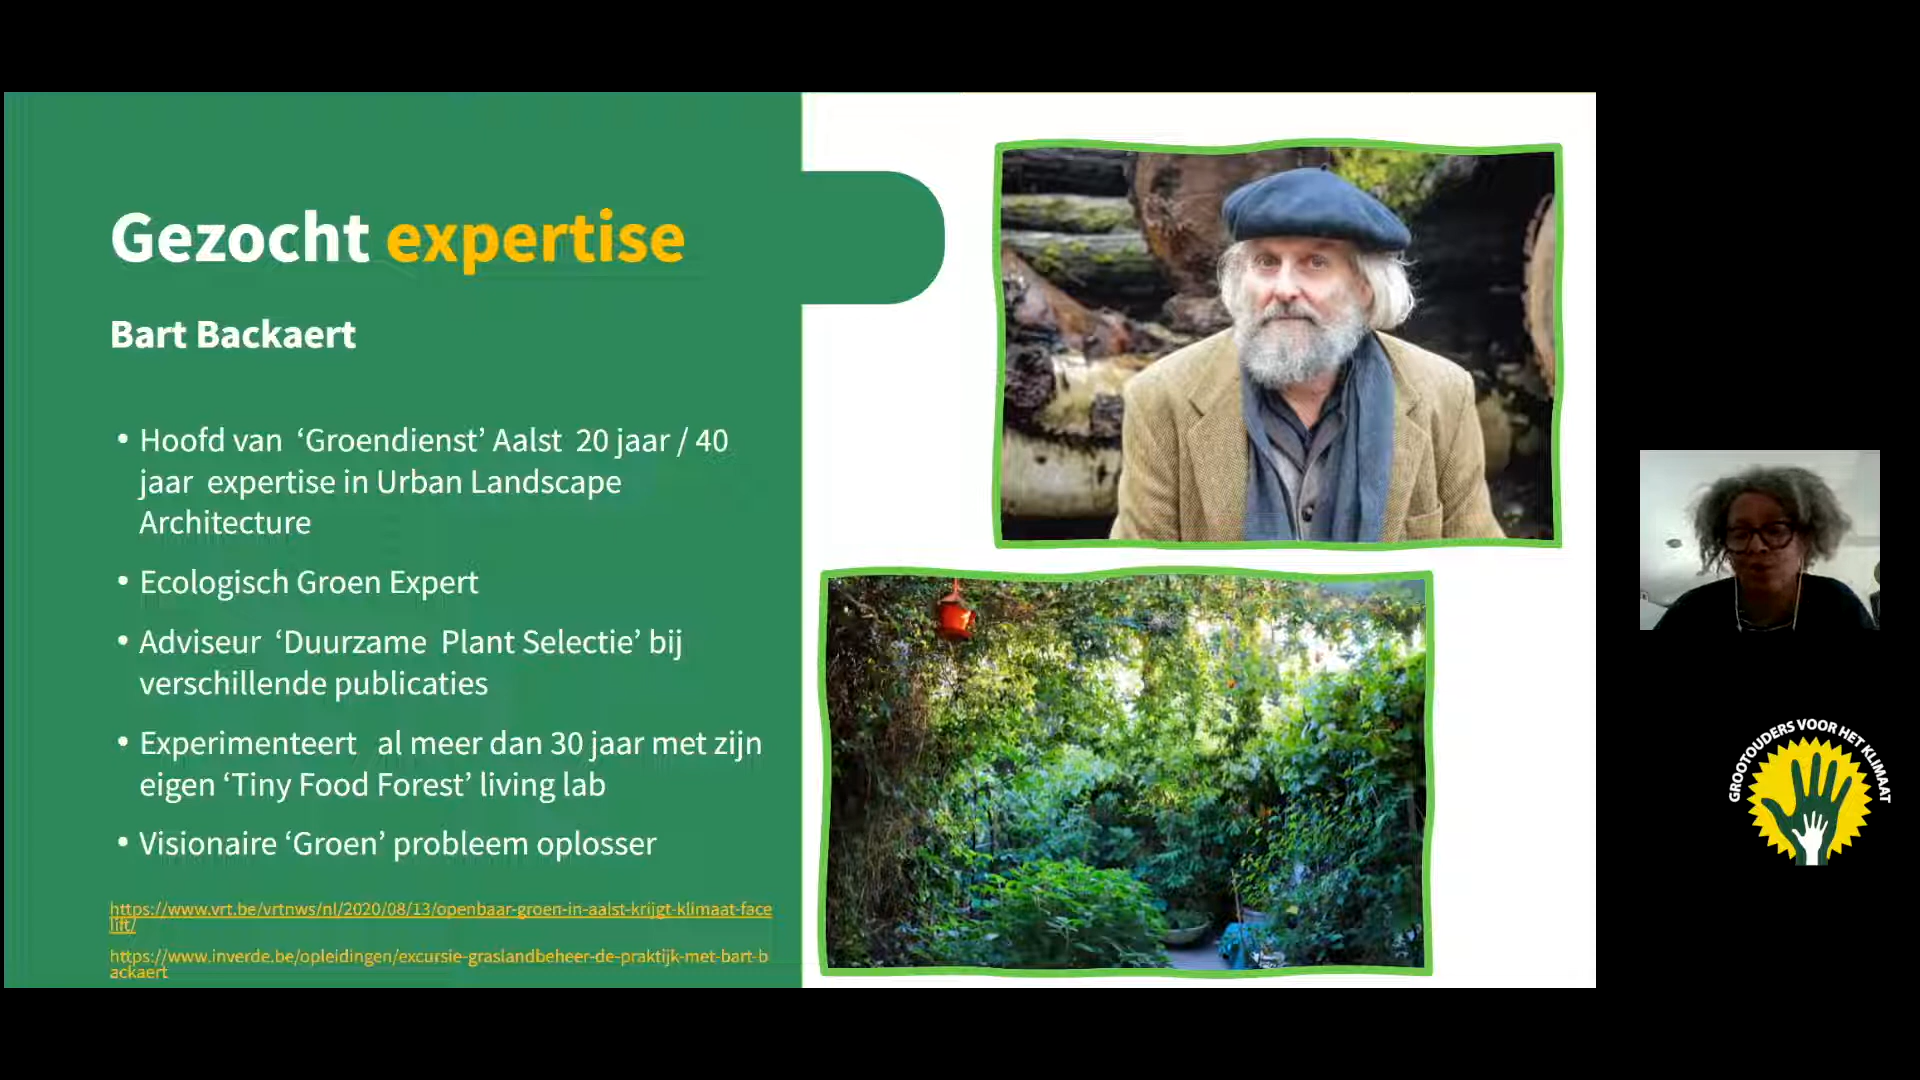 Gezocht expertise
Bart Backaert
• Hoofd van ‘Groendienst’ Aalst 20 jaar / 40
jaar expertise in Urban Landscape
Architecture
• Ecologisch Groen Expert
• Adviseur ‘Duurzame Plant Selectie’ bij
verschillende publicaties
• Experimenteert al meer dan 30 jaar met zijn
eigen ‘Tiny Food Forest’ living lab
• Visionaire ‘Groen’ probleem oplosser
https://www.vrt.be/vrtnws/nl/2020/08/13/openbaar-groen-in-aalst-krijgt-klimaat-face
lift/
https://www.inverde.be/opleidingen/excursie-graslandbeheer-de-praktijk-met-bart-b
ackaert
GROOTOUDERS VOOR HET KLIMAAT